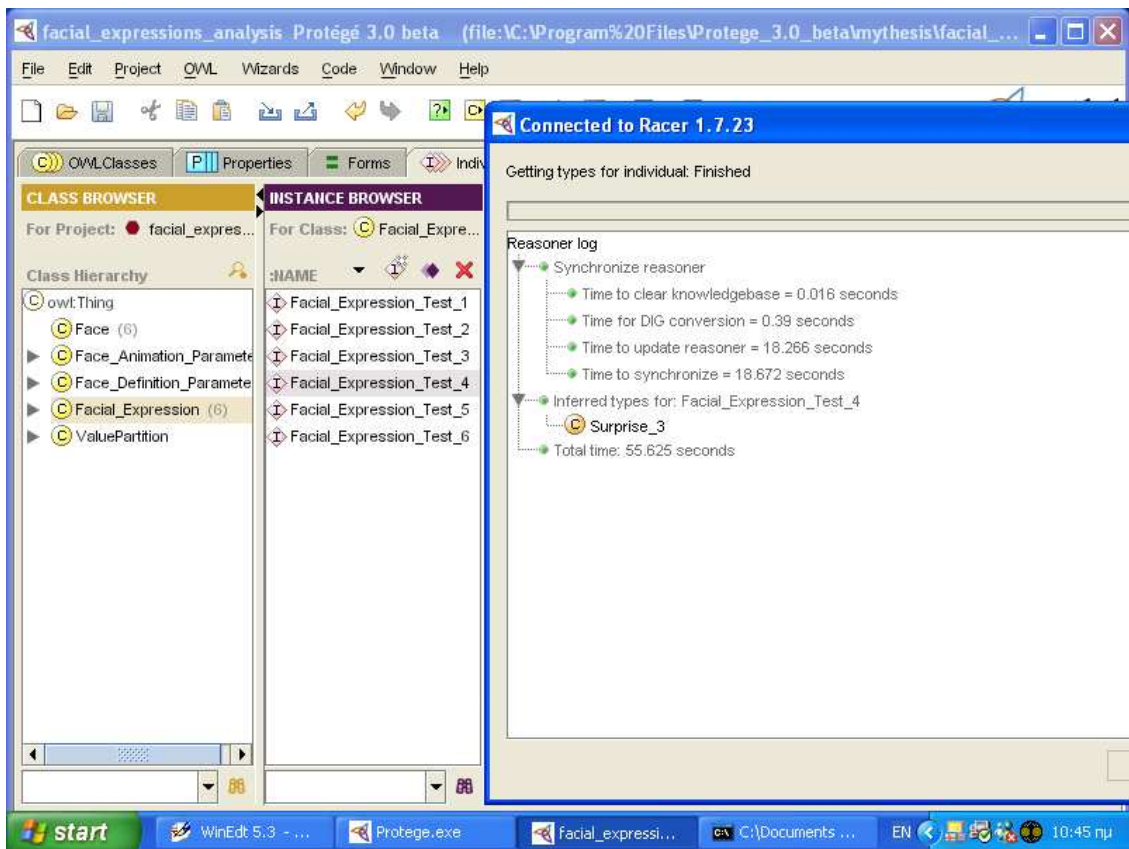 facial_expressions_analysis Protégé 3.0 beta (file:\C:\Program%20Files\Protege_3.0_beta\mythesis\facial_...
File Edit Project OWL Wizards Code Window Help
Connected to Racer 1.7.23
OWLClasses Properties Forms Indiv
Getting types for individual: Finished
CLASS BROWSER
For Project: facial_expres...
Class Hierarchy
owl:Thing
Face (6)
Face_Animation_Paramete
Face_Definition_Paramete
Facial_Expression (6)
ValuePartition
INSTANCE BROWSER
For Class: Facial_Expre...
:NAME
Facial_Expression_Test_1
Facial_Expression_Test_2
Facial_Expression_Test_3
Facial_Expression_Test_4
Facial_Expression_Test_5
Facial_Expression_Test_6
Reasoner log
Synchronize reasoner
Time to clear knowledgebase = 0.016 seconds
Time for DIG conversion = 0.39 seconds
Time to update reasoner = 18.266 seconds
Time to synchronize = 18.672 seconds
Inferred types for: Facial_Expression_Test_4
Surprise_3
Total time: 55.625 seconds
start WinEdt 5.3 - ... Protege.exe facial_expressi... C:\Documents ... EN 10:45 πμ